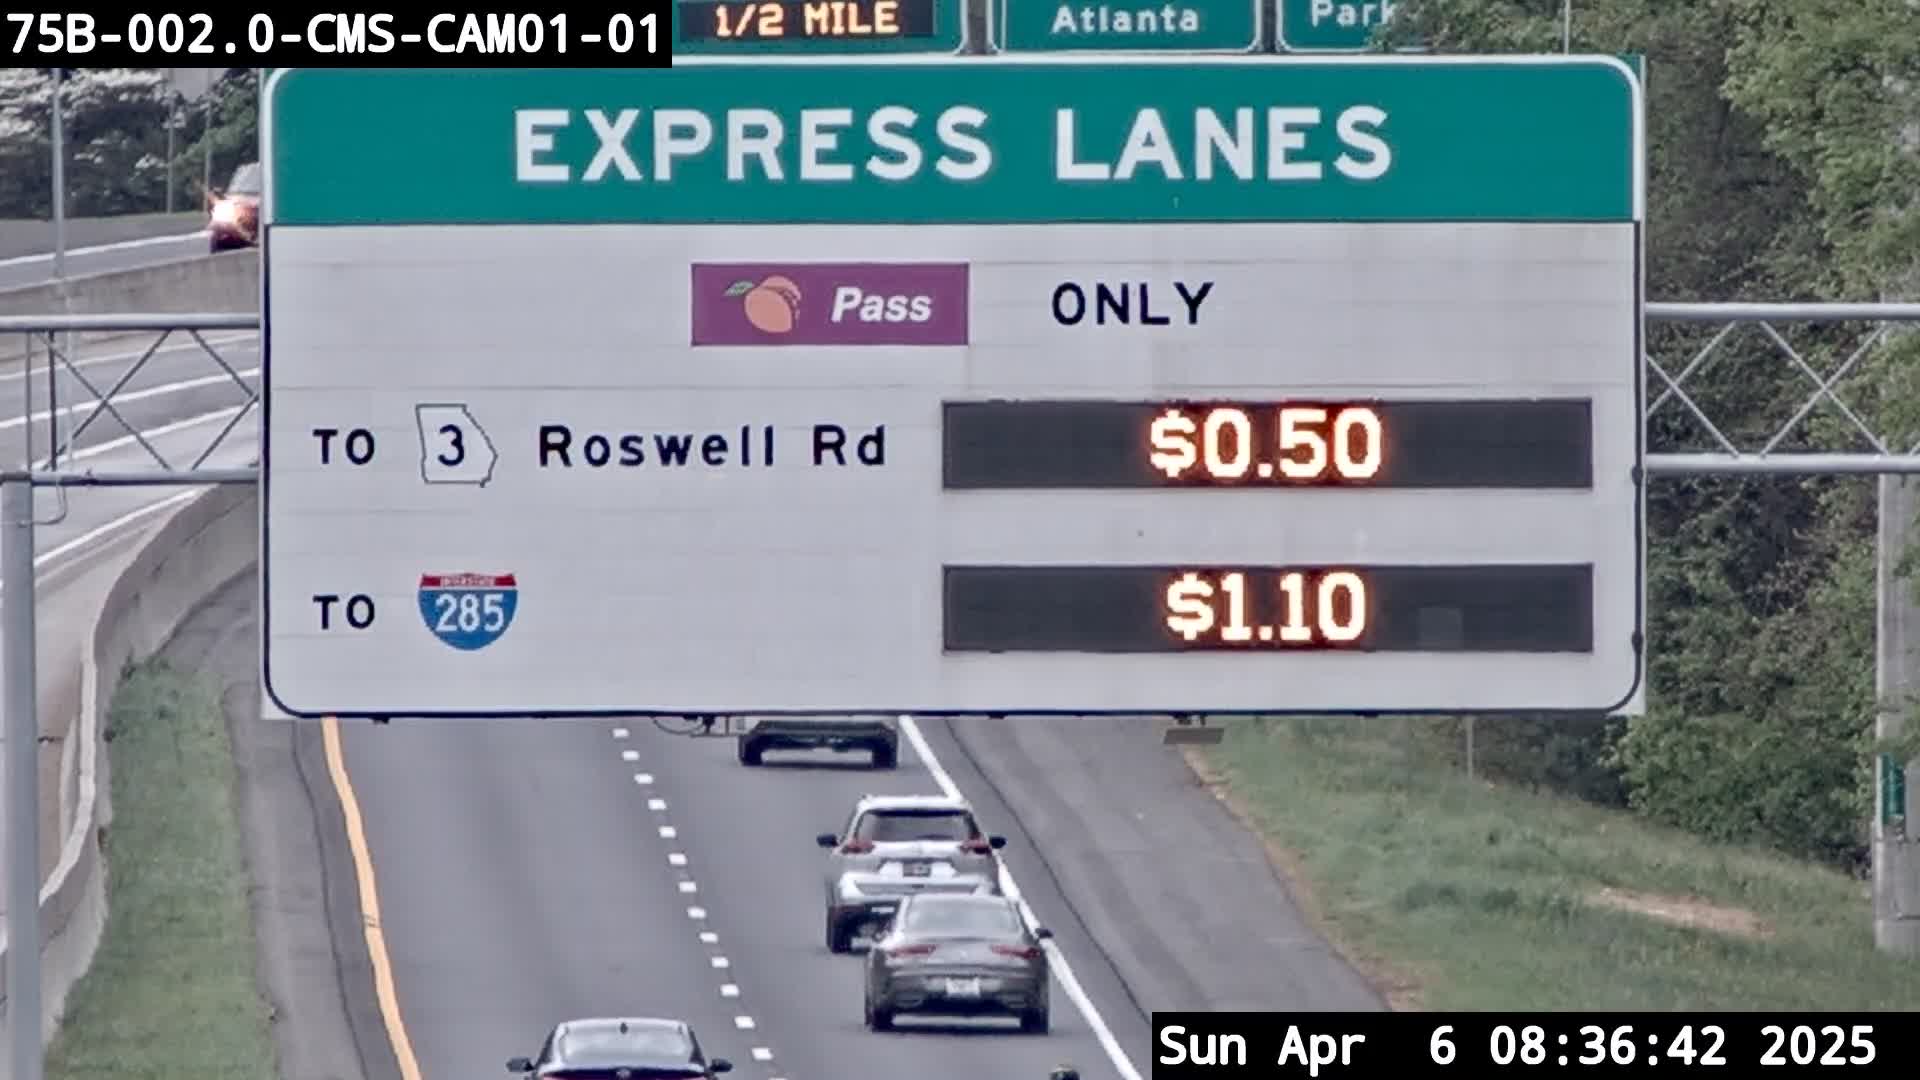 75B-002.0-CMS-CAM01-01
1/2 MILE
Atlanta
Park
EXPRESS LANES
Pass ONLY
TO 3 Roswell Rd $0.50
INTERSTATE
TO 285 $1.10
Sun Apr 6 08:36:42 2025